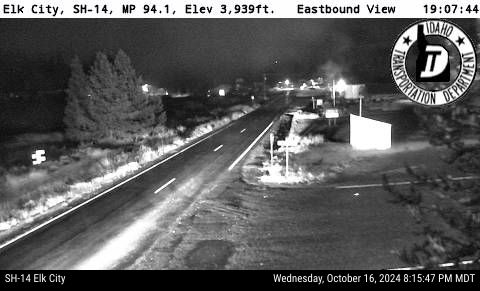 Elk City, SH-14, MP 94.1, Elev 3,939ft.   Eastbound View   19:07:44
IDAHO
TRANSPORTATION DEPARTMENT
SH-14 Elk City
Wednesday, October 16, 2024 8:15:47 PM MDT